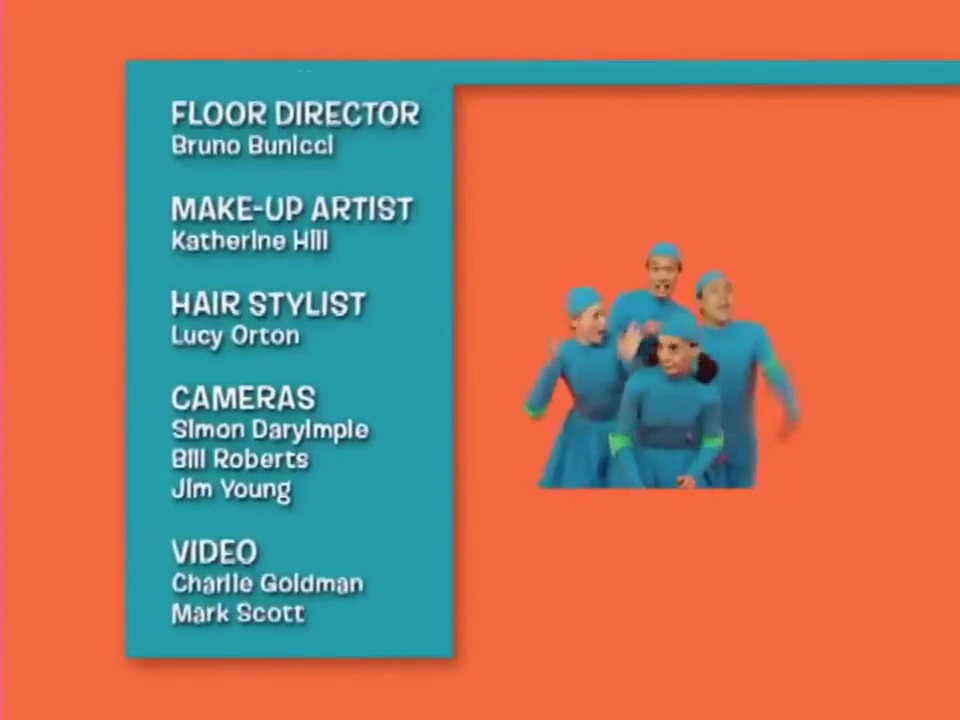 FLOOR DIRECTOR
Bruno Bunicci
MAKE-UP ARTIST
Katherine Hill
HAIR STYLIST
Lucy Orton
CAMERAS
Simon Darylmple
Bill Roberts
Jim Young
VIDEO
Charlie Goldman
Mark Scott